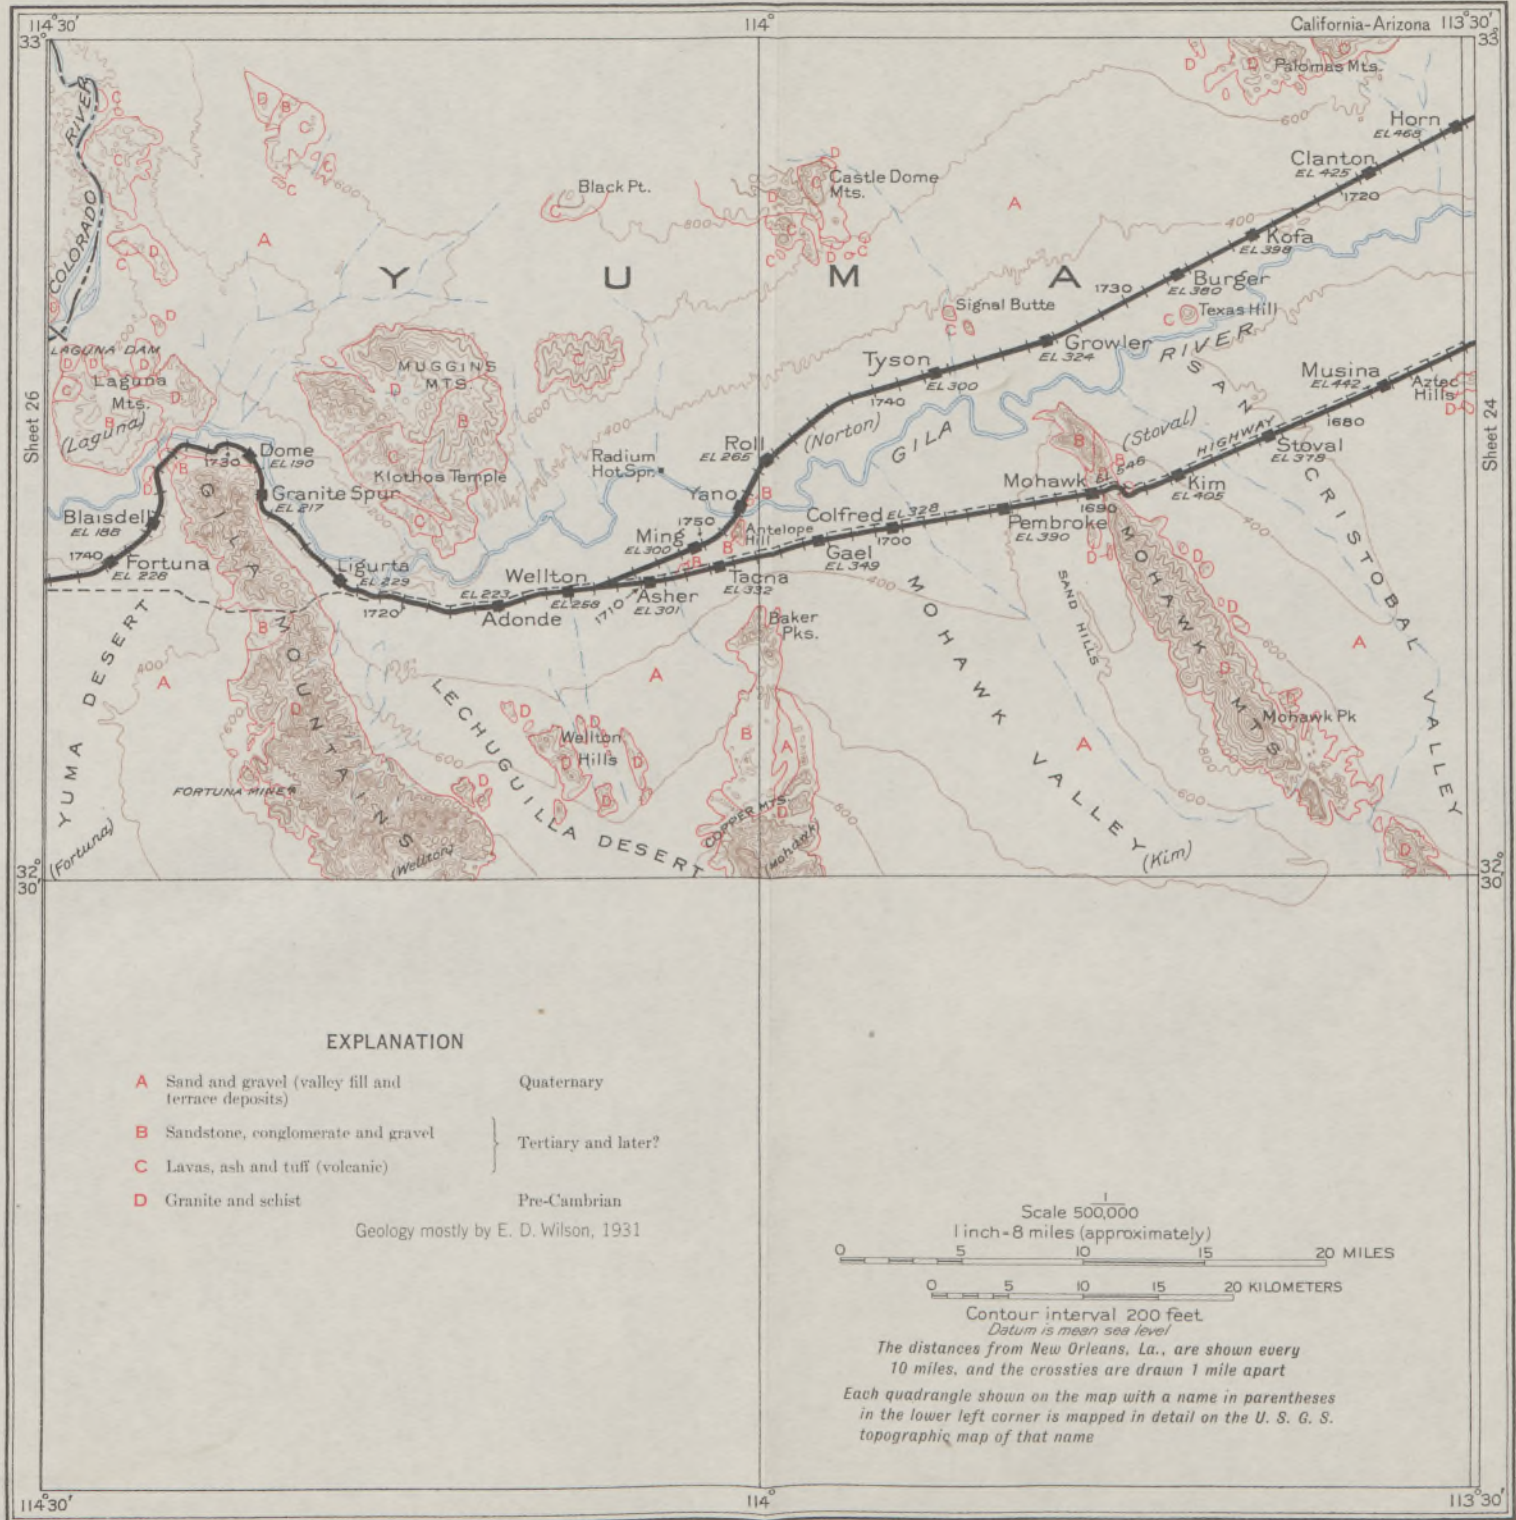 114°30′
114°
California-Arizona 113°30′
33°
33°
Palomas Mts.
Horn
EL 468
Clanton
EL 425
1720
COLORADO RIVER
Black Pt.
Castle Dome
Mts.
600
600
800
400
A
A
D
B
C
YUMA
Kofa
EL 398
Burger
EL 380
1730
Signal Butte
Texas Hill
LAGUNA DAM
Laguna
Mts.
(Laguna)
MUGGINS
MTS.
Growler
EL 324
RIVER
Tyson
EL 300
1740
Musina
EL 442
Aztec
Hills
Sheet 26
Sheet 24
1680
(Norton)
GILA
(Stoval)
HIGHWAY
Stoval
EL 378
Roll
EL 265
Dome
EL 190
1730
Klothos Temple
Radium
Hot Spr.
Granite Spur
EL 217
Yano
Mohawk
EL 546
Kim
EL 405
1690
Blaisdell
EL 188
Antelope
Hill
1750
Ming
EL 300
Colfred
EL 328
1700
Pembroke
EL 390
1740
Fortuna
EL 228
Ligurta
EL 229
Wellton
EL 258
Gael
EL 349
Tacna
EL 332
Asher
EL 301
1710
EL 223
Adonde
1720
400
Baker
Pks.
YUMA DESERT
GILA MOUNTAINS
LECHUGUILLA DESERT
MOHAWK VALLEY
SAND HILLS
MOHAWK MTS
SAN CRISTOBAL VALLEY
400
600
Wellton
Hills
Mohawk Pk
800
600
FORTUNA MINE
COPPER MTS.
800
(Fortuna)
(Wellton)
(Mohawk)
(Kim)
32°
30′
32°
30′
EXPLANATION
A Sand and gravel (valley fill and
terrace deposits)
Quaternary
B Sandstone, conglomerate and gravel
Tertiary and later?
C Lavas, ash and tuff (volcanic)
D Granite and schist
Pre-Cambrian
Geology mostly by E. D. Wilson, 1931
Scale 1/500,000
1 inch=8 miles (approximately)
0 5 10 15 20 MILES
0 5 10 15 20 KILOMETERS
Contour interval 200 feet
Datum is mean sea level
The distances from New Orleans, La., are shown every
10 miles, and the crossties are drawn 1 mile apart
Each quadrangle shown on the map with a name in parentheses
in the lower left corner is mapped in detail on the U. S. G. S.
topographic map of that name
114°30′
114°
113°30′